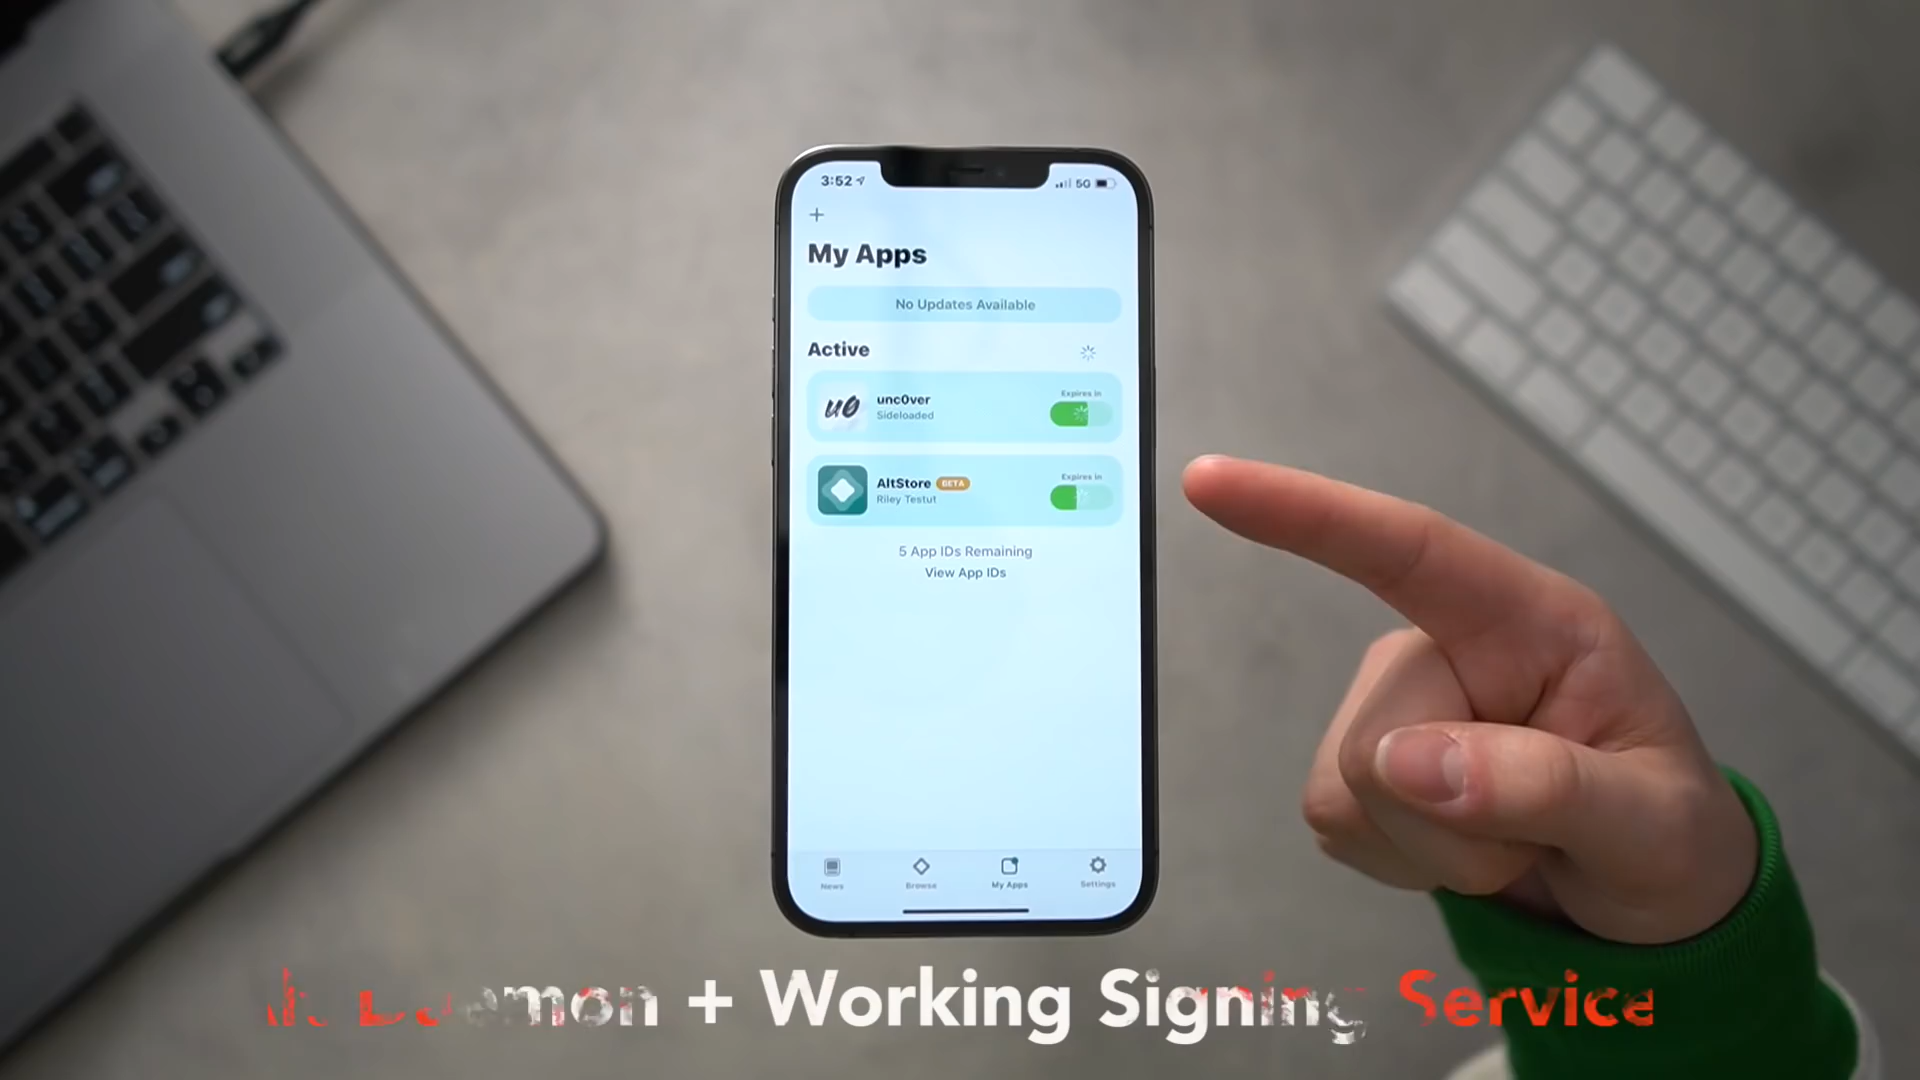 3:52
5G
My Apps
No Updates Available
Active
Expires in
u0
unc0ver
Sideloaded
Expires in
AltStore BETA
Riley Testut
5 App IDs Remaining
View App IDs
News
Browse
My Apps
Settings
+ Working Signing Service